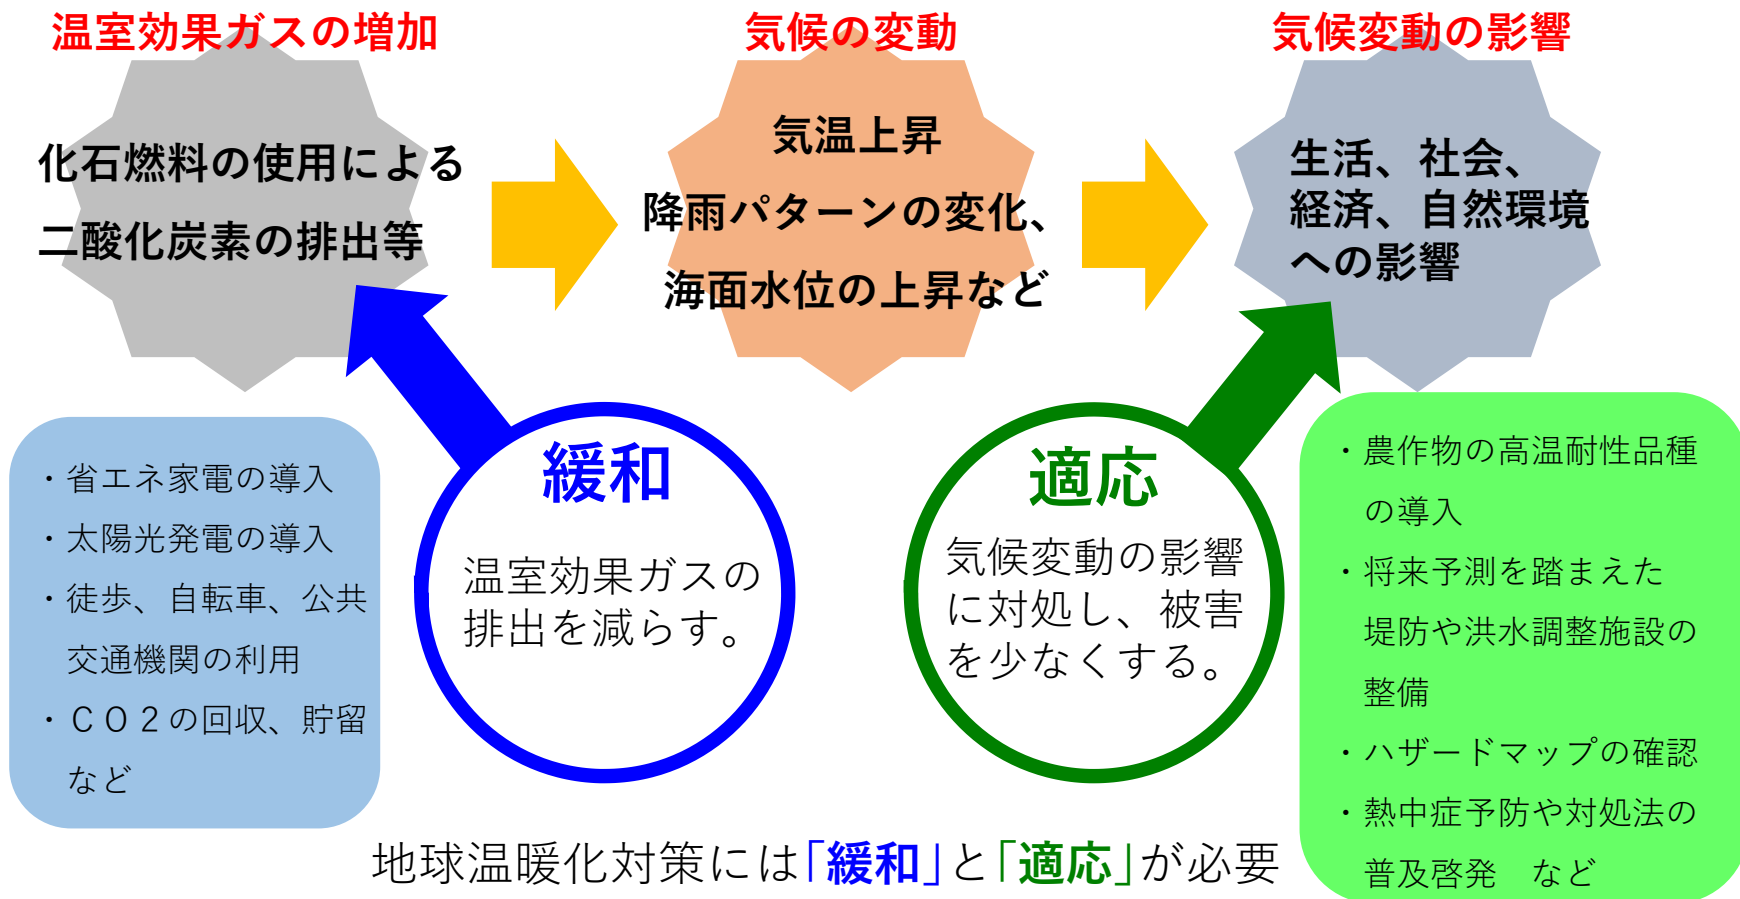 温室効果ガスの増加
化石燃料の使用による
二酸化炭素の排出等
気候の変動
気温上昇
降雨パターンの変化、
海面水位の上昇など
気候変動の影響
生活、社会、
経済、自然環境
への影響
・省エネ家電の導入
・太陽光発電の導入
・徒歩、自転車、公共
交通機関の利用
・ＣＯ２の回収、貯留
など
緩和
温室効果ガスの
排出を減らす。
適応
気候変動の影響
に対処し、被害
を少なくする。
・農作物の高温耐性品種
の導入
・将来予測を踏まえた
堤防や洪水調整施設の
整備
・ハザードマップの確認
・熱中症予防や対処法の
普及啓発　など
地球温暖化対策には「緩和」と「適応」が必要